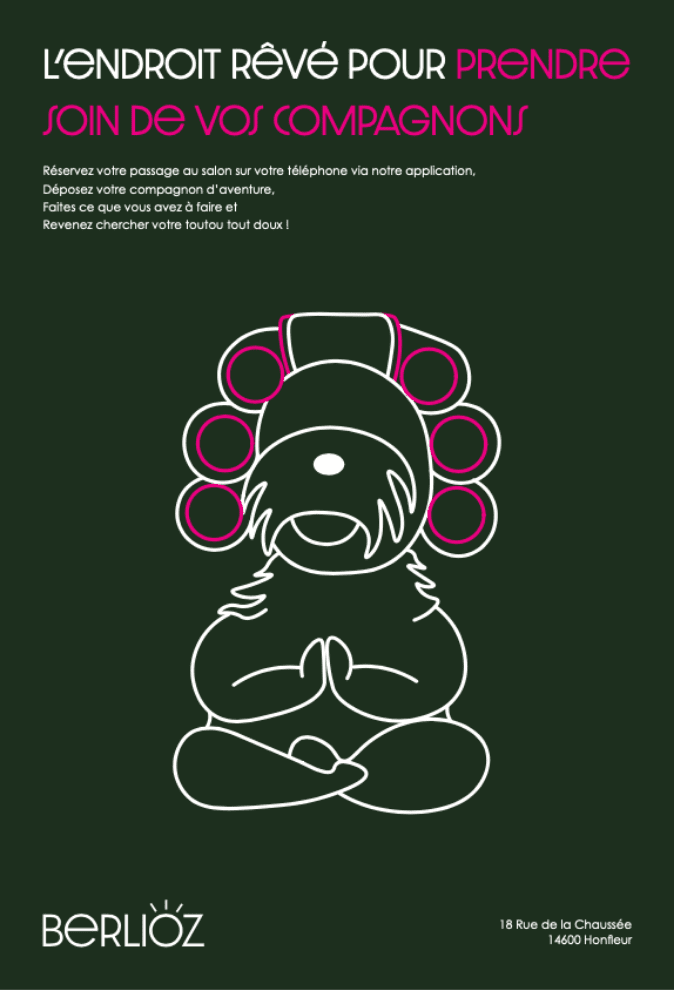 L'ENDROIT RÊVÉ POUR PRENDRE
SOIN DE VOS COMPAGNONS
Réservez votre passage au salon sur votre téléphone via notre application,
Déposez votre compagnon d'aventure,
Faites ce que vous avez à faire et
Revenez chercher votre toutou tout doux !
BERLIOZ
18 Rue de la Chaussée
14600 Honfleur